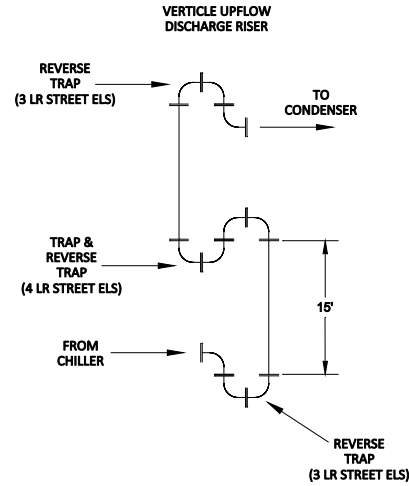 VERTICLE UPFLOW
DISCHARGE RISER
REVERSE
TRAP
(3 LR STREET ELS)
TO
CONDENSER
TRAP &
REVERSE
TRAP
(4 LR STREET ELS)
15'
FROM
CHILLER
REVERSE
TRAP
(3 LR STREET ELS)